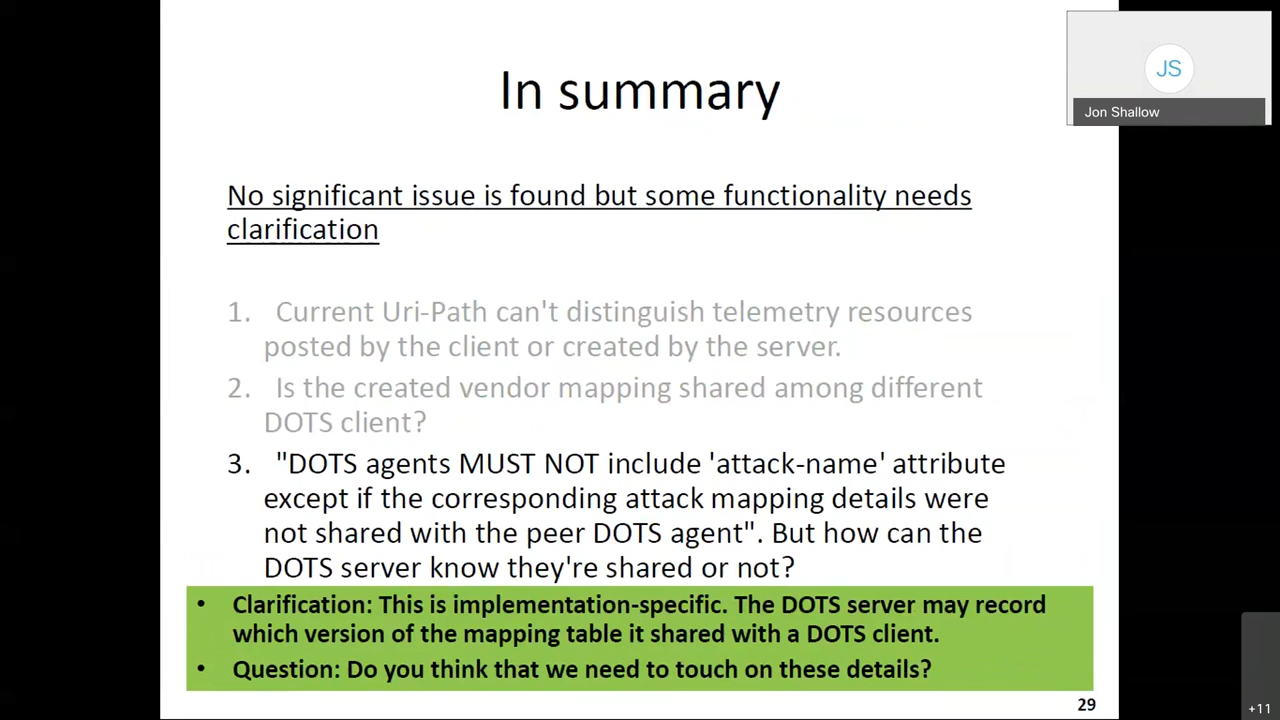 In summary
JS
Jon Shallow
No significant issue is found but some functionality needs
clarification
1. Current Uri-Path can't distinguish telemetry resources
posted by the client or created by the server.
2. Is the created vendor mapping shared among different
DOTS client?
3. "DOTS agents MUST NOT include 'attack-name' attribute
except if the corresponding attack mapping details were
not shared with the peer DOTS agent". But how can the
DOTS server know they're shared or not?
• Clarification: This is implementation-specific. The DOTS server may record
which version of the mapping table it shared with a DOTS client.
• Question: Do you think that we need to touch on these details?
29
+11